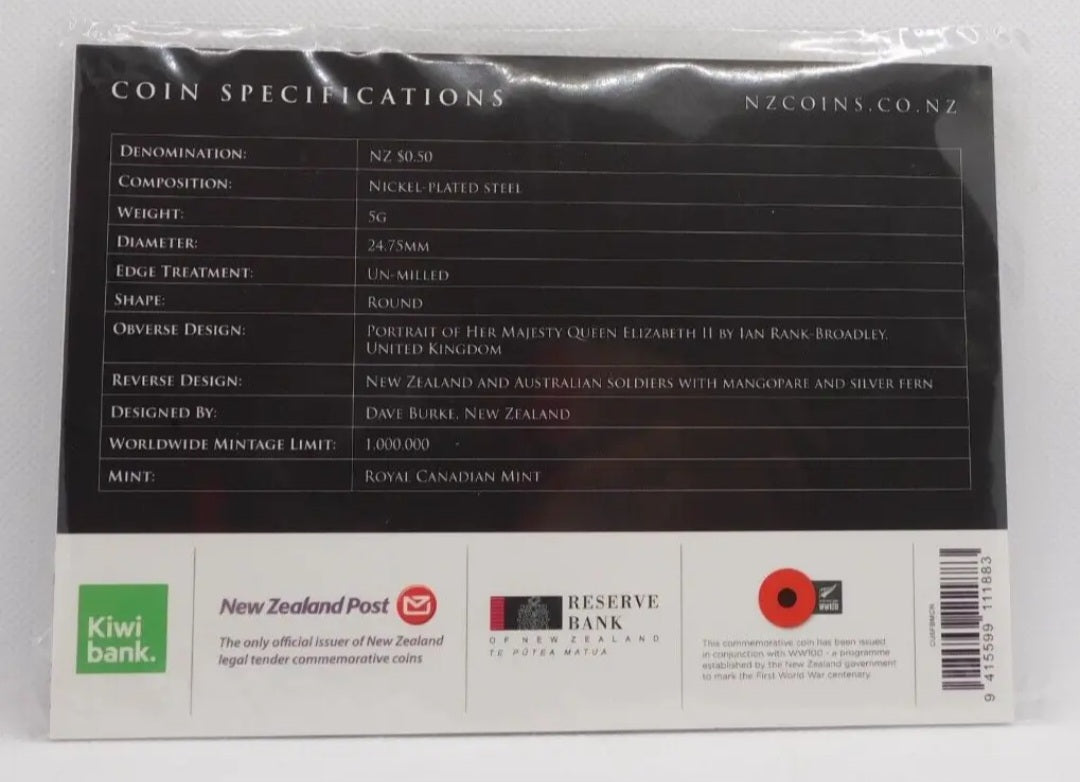 COIN SPECIFICATIONS
NZCOINS.CO.NZ
DENOMINATION: NZ $0.50
COMPOSITION: NICKEL-PLATED STEEL
WEIGHT: 5G
DIAMETER: 24.75MM
EDGE TREATMENT: UN-MILLED
SHAPE: ROUND
OBVERSE DESIGN: PORTRAIT OF HER MAJESTY QUEEN ELIZABETH II BY IAN RANK-BROADLEY,
UNITED KINGDOM
REVERSE DESIGN: NEW ZEALAND AND AUSTRALIAN SOLDIERS WITH MANGOPARE AND SILVER FERN
DESIGNED BY: DAVE BURKE, NEW ZEALAND
WORLDWIDE MINTAGE LIMIT: 1,000,000
MINT: ROYAL CANADIAN MINT
Kiwi
bank.
New Zealand Post
The only official issuer of New Zealand
legal tender commemorative coins
RESERVE
BANK
OF NEW ZEALAND
TE PŪTEA MATUA
WW100
This commemorative coin has been issued
in conjunction with WW100 - a programme
established by the New Zealand government
to mark the First World War centenary.
9 415599 111883